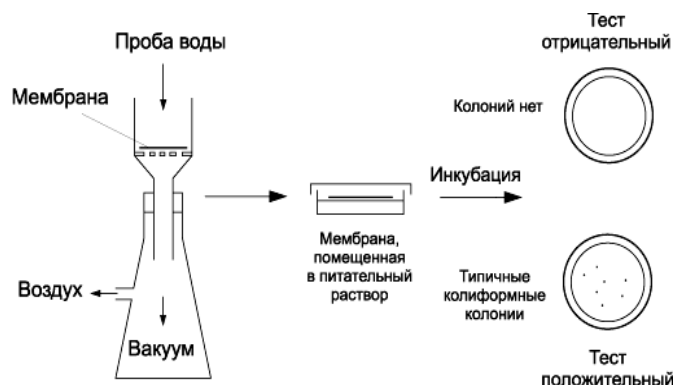 Проба воды
Мембрана
Воздух
Вакуум
Мембрана,
помещенная
в питательный
раствор
Инкубация
Тест
отрицательный
Колоний нет
Типичные
колиформные
колонии
Тест
положительный